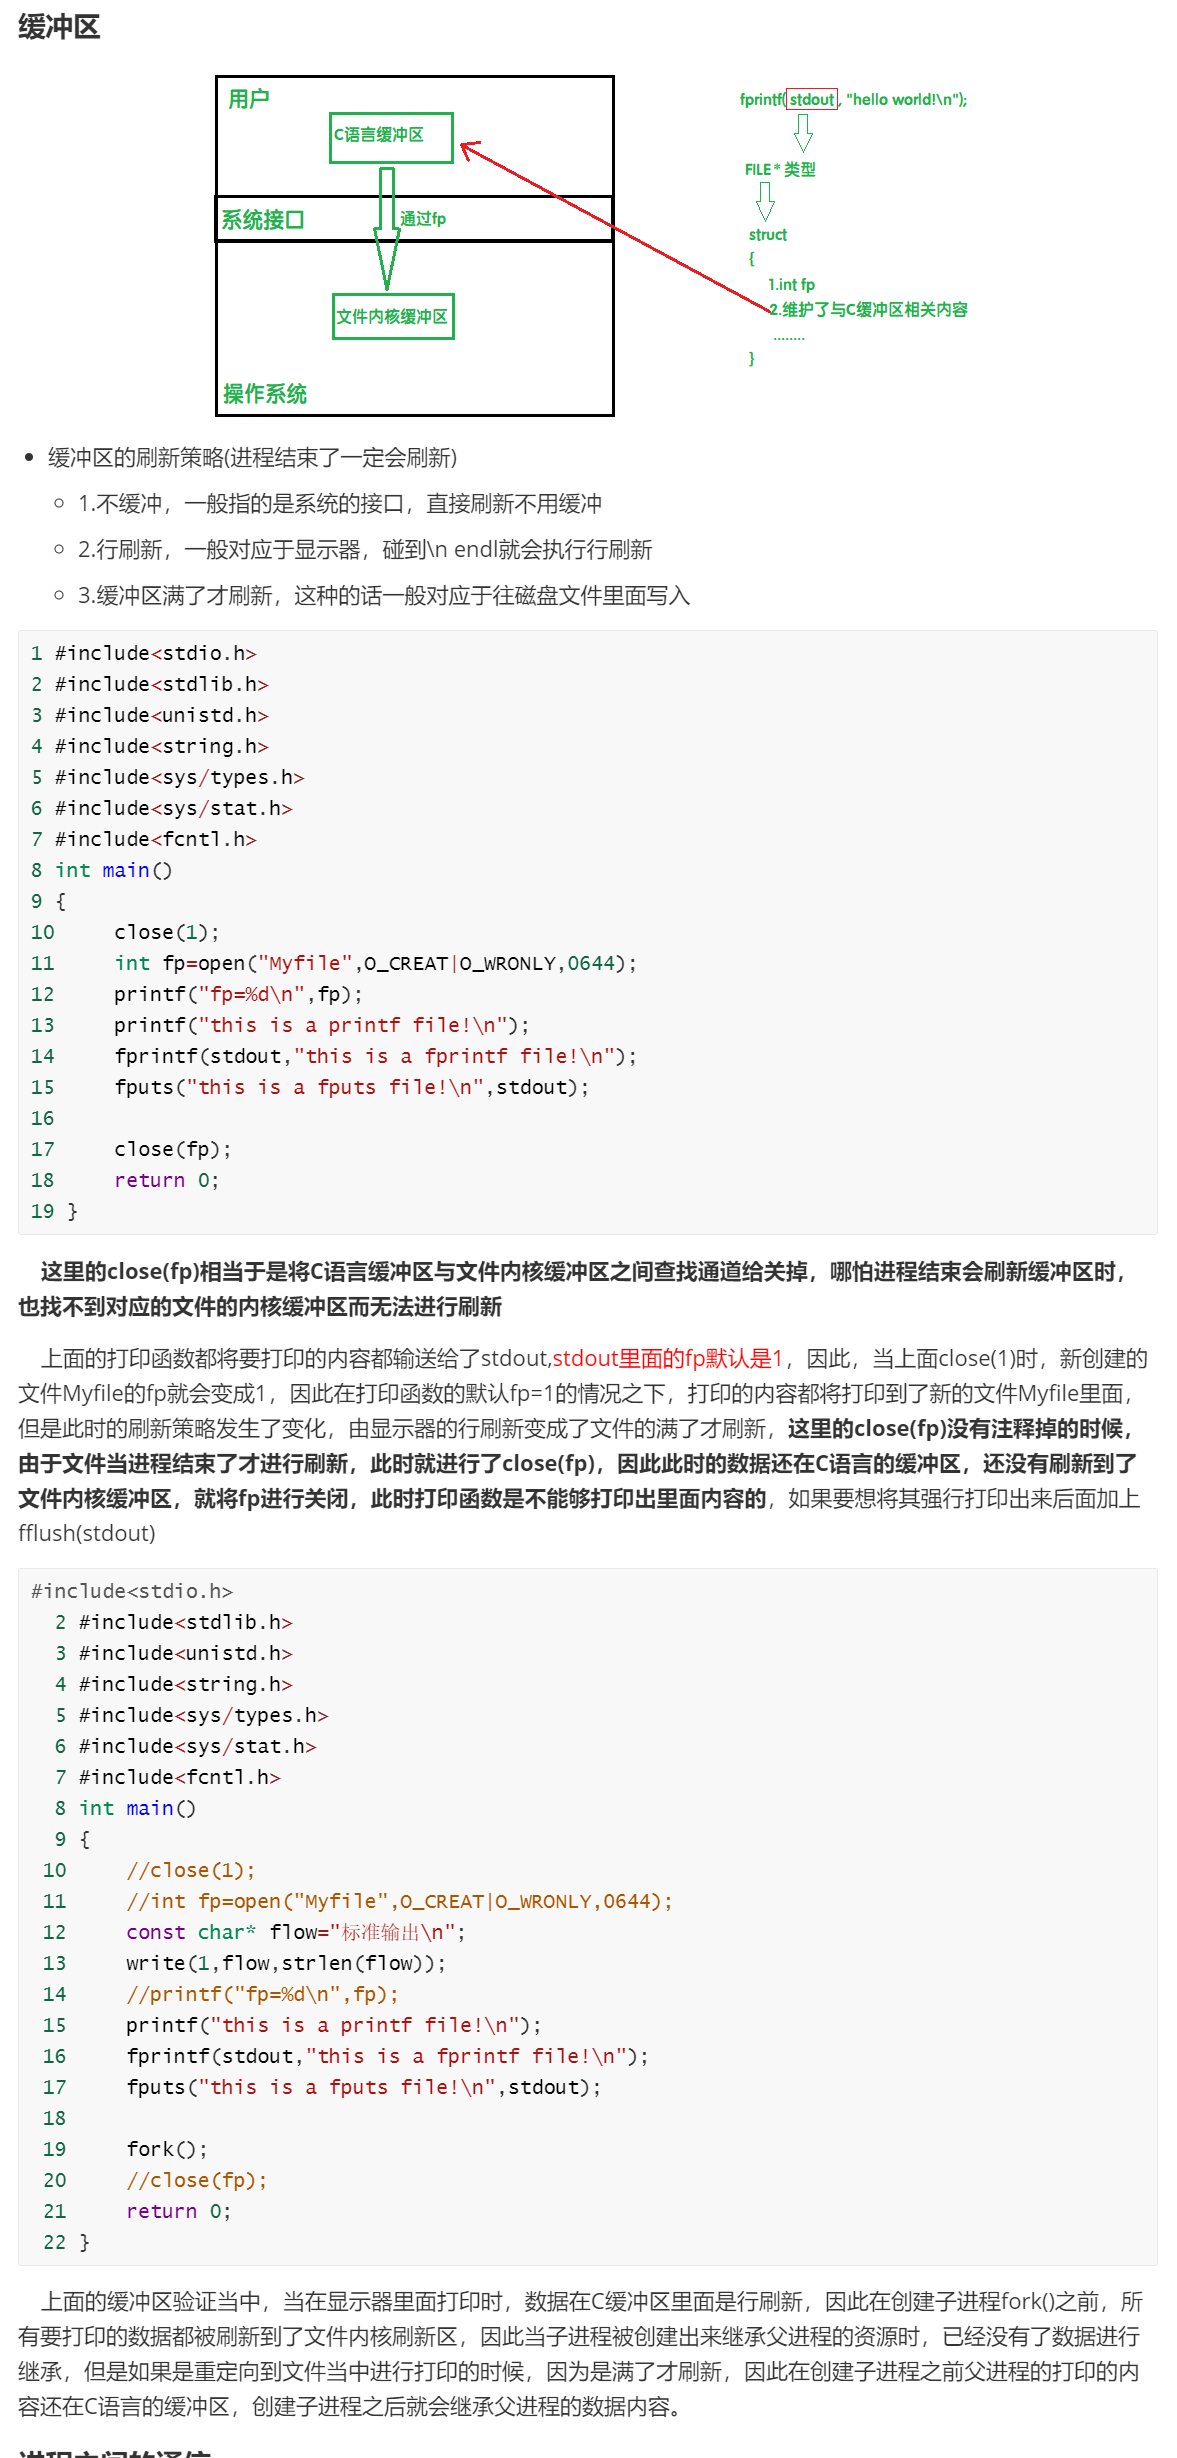 缓冲区
用户
C语言缓冲区
系统接口
通过fp
文件内核缓冲区
操作系统
fprintf(stdout, "hello world!\n");
FILE* 类型
struct
{
1.int fp
2.维护了与C缓冲区相关内容
........
}
缓冲区的刷新策略(进程结束了一定会刷新)
1.不缓冲，一般指的是系统的接口，直接刷新不用缓冲
2.行刷新，一般对应于显示器，碰到\n endl就会执行行刷新
3.缓冲区满了才刷新，这种的话一般对应于往磁盘文件里面写入
1 #include<stdio.h>
2 #include<stdlib.h>
3 #include<unistd.h>
4 #include<string.h>
5 #include<sys/types.h>
6 #include<sys/stat.h>
7 #include<fcntl.h>
8 int main()
9 {
10     close(1);
11     int fp=open("Myfile",O_CREAT|O_WRONLY,0644);
12     printf("fp=%d\n",fp);
13     printf("this is a printf file!\n");
14     fprintf(stdout,"this is a fprintf file!\n");
15     fputs("this is a fputs file!\n",stdout);
16
17     close(fp);
18     return 0;
19 }
这里的close(fp)相当于是将C语言缓冲区与文件内核缓冲区之间查找通道给关掉，哪怕进程结束会刷新缓冲区时，
也找不到对应的文件的内核缓冲区而无法进行刷新
上面的打印函数都将要打印的内容都输送给了stdout,stdout里面的fp默认是1，因此，当上面close(1)时，新创建的
文件Myfile的fp就会变成1，因此在打印函数的默认fp=1的情况之下，打印的内容都将打印到了新的文件Myfile里面，
但是此时的刷新策略发生了变化，由显示器的行刷新变成了文件的满了才刷新，这里的close(fp)没有注释掉的时候，
由于文件当进程结束了才进行刷新，此时就进行了close(fp)，因此此时的数据还在C语言的缓冲区，还没有刷新到了
文件内核缓冲区，就将fp进行关闭，此时打印函数是不能够打印出里面内容的，如果要想将其强行打印出来后面加上
fflush(stdout)
#include<stdio.h>
2 #include<stdlib.h>
3 #include<unistd.h>
4 #include<string.h>
5 #include<sys/types.h>
6 #include<sys/stat.h>
7 #include<fcntl.h>
8 int main()
9 {
10     //close(1);
11     //int fp=open("Myfile",O_CREAT|O_WRONLY,0644);
12     const char* flow="标准输出\n";
13     write(1,flow,strlen(flow));
14     //printf("fp=%d\n",fp);
15     printf("this is a printf file!\n");
16     fprintf(stdout,"this is a fprintf file!\n");
17     fputs("this is a fputs file!\n",stdout);
18
19     fork();
20     //close(fp);
21     return 0;
22 }
上面的缓冲区验证当中，当在显示器里面打印时，数据在C缓冲区里面是行刷新，因此在创建子进程fork()之前，所
有要打印的数据都被刷新到了文件内核刷新区，因此当子进程被创建出来继承父进程的资源时，已经没有了数据进行
继承，但是如果是重定向到文件当中进行打印的时候，因为是满了才刷新，因此在创建子进程之前父进程的打印的内
容还在C语言的缓冲区，创建子进程之后就会继承父进程的数据内容。
进程之间的通信